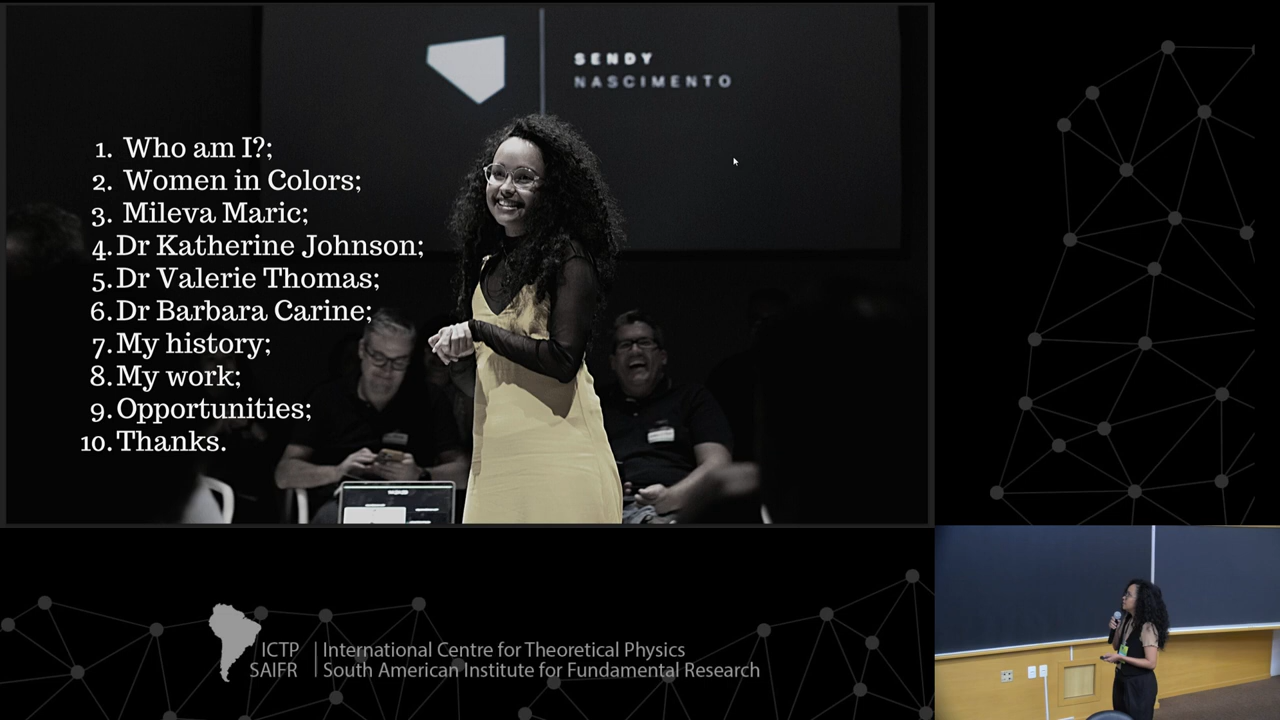 SENDY
NASCIMENTO
1. Who am I?;
2. Women in Colors;
3. Mileva Maric;
4. Dr Katherine Johnson;
5. Dr Valerie Thomas;
6. Dr Barbara Carine;
7. My history;
8. My work;
9. Opportunities;
10. Thanks.
ICTP
SAIFR
International Centre for Theoretical Physics
South American Institute for Fundamental Research